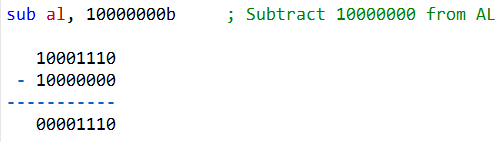 sub al, 10000000b     ; Subtract 10000000 from AL
   10001110
 - 10000000
-----------
   00001110